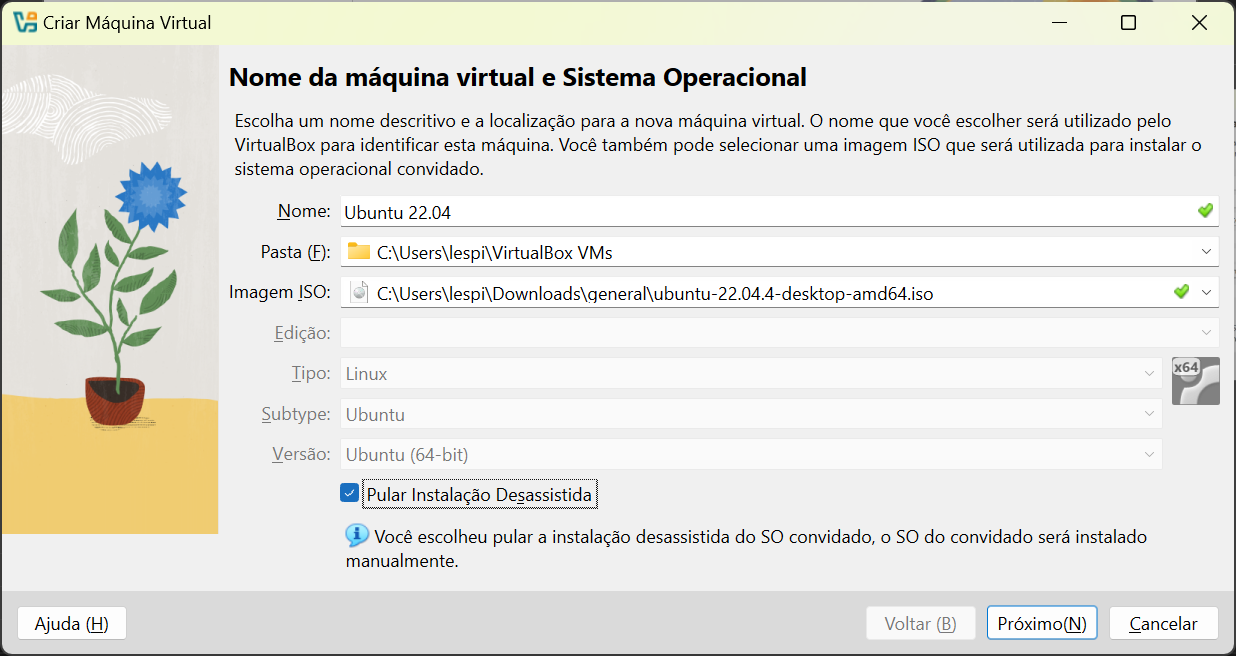 Criar Máquina Virtual
Nome da máquina virtual e Sistema Operacional
Escolha um nome descritivo e a localização para a nova máquina virtual. O nome que você escolher será utilizado pelo
VirtualBox para identificar esta máquina. Você também pode selecionar uma imagem ISO que será utilizada para instalar o
sistema operacional convidado.
Nome: Ubuntu 22.04
Pasta (F): C:\Users\lespi\VirtualBox VMs
Imagem ISO: C:\Users\lespi\Downloads\general\ubuntu-22.04.4-desktop-amd64.iso
Edição:
Tipo: Linux
x64
Subtype: Ubuntu
Versão: Ubuntu (64-bit)
Pular Instalação Desassistida
Você escolheu pular a instalação desassistida do SO convidado, o SO do convidado será instalado
manualmente.
Ajuda (H) Voltar (B) Próximo(N) Cancelar